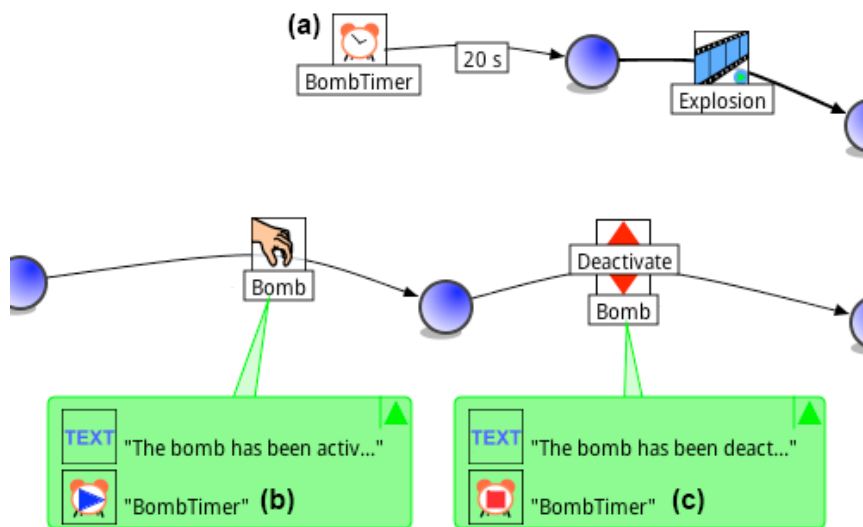 (a)
BombTimer
20 s
Explosion
Bomb
Deactivate
Bomb
TEXT "The bomb has been activ..."
"BombTimer" (b)
TEXT "The bomb has been deact..."
"BombTimer" (c)